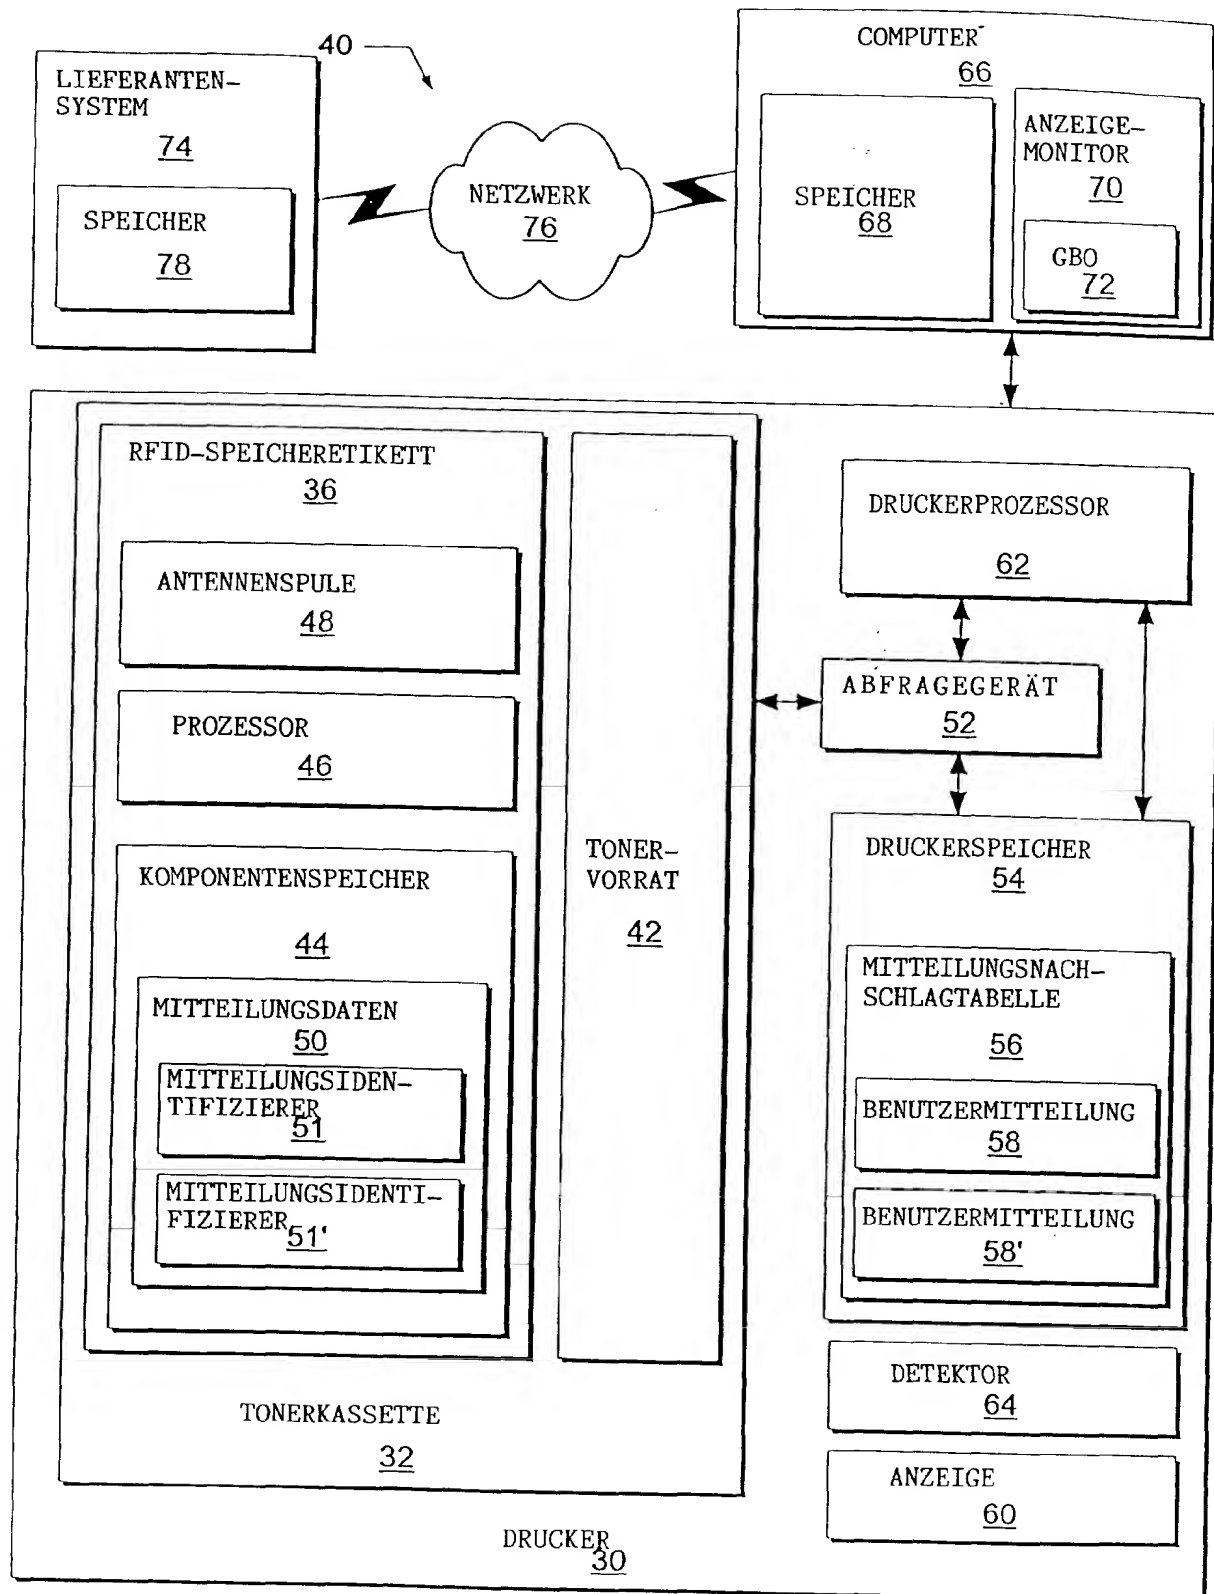 40
LIEFERANTEN-
SYSTEM
74
SPEICHER
78
NETZWERK
76
COMPUTER
66
SPEICHER
68
ANZEIGE-
MONITOR
70
GBO
72
RFID-SPEICHERETIKETT
36
ANTENNENSPULE
48
PROZESSOR
46
KOMPONENTENSPEICHER
44
MITTEILUNGSDATEN
50
MITTEILUNGSIDEN-
TIFIZIERER
51
MITTEILUNGSIDENTI-
FIZIERER
51'
TONER-
VORRAT
42
TONERKASSETTE
32
DRUCKERPROZESSOR
62
ABFRAGEGERÄT
52
DRUCKERSPEICHER
54
MITTEILUNGSNACH-
SCHLAGTABELLE
56
BENUTZERMITTEILUNG
58
BENUTZERMITTEILUNG
58'
DETEKTOR
64
ANZEIGE
60
DRUCKER
30